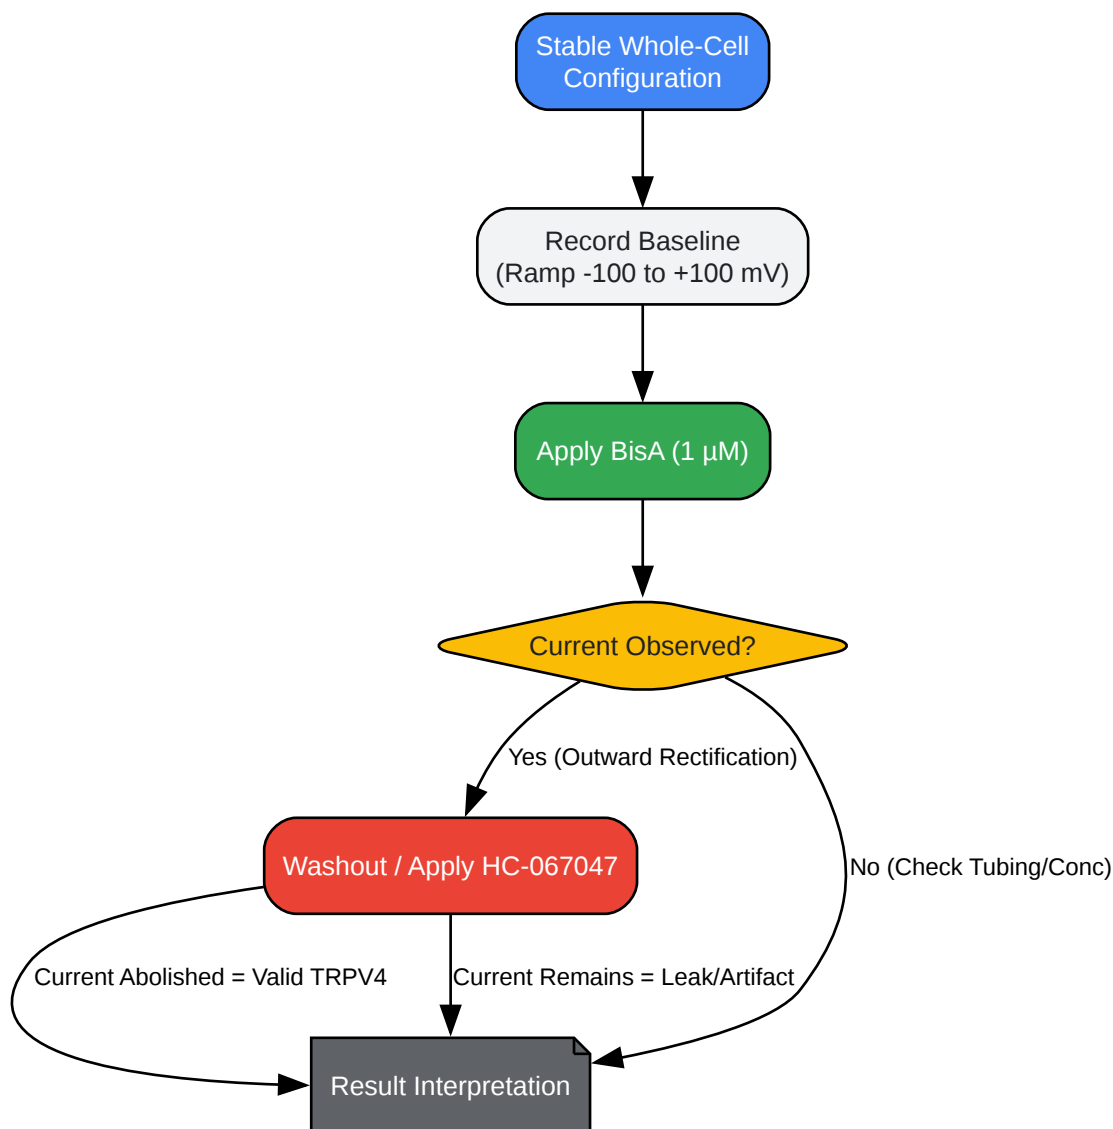 Stable Whole-Cell
Configuration
Record Baseline
(Ramp -100 to +100 mV)
Apply BisA (1 µM)
Current Observed?
Yes (Outward Rectification)
Washout / Apply HC-067047
No (Check Tubing/Conc)
Current Abolished = Valid TRPV4
Current Remains = Leak/Artifact
Result Interpretation